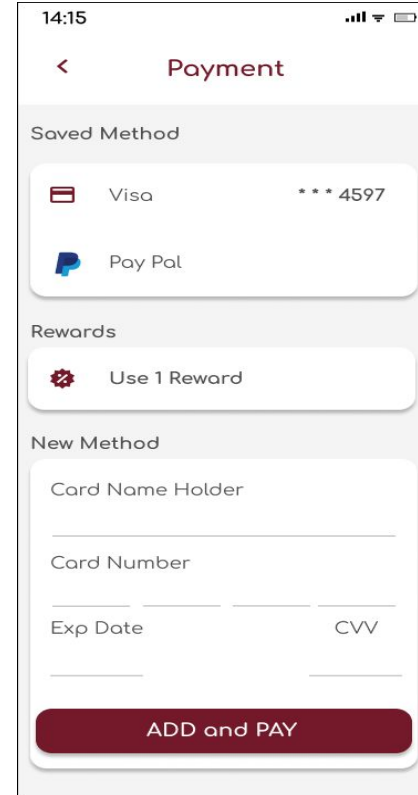 14:15
Payment
Saved Method
Visa * * * 4597
Pay Pal
Rewards
Use 1 Reward
New Method
Card Name Holder
Card Number
Exp Date CVV
ADD and PAY